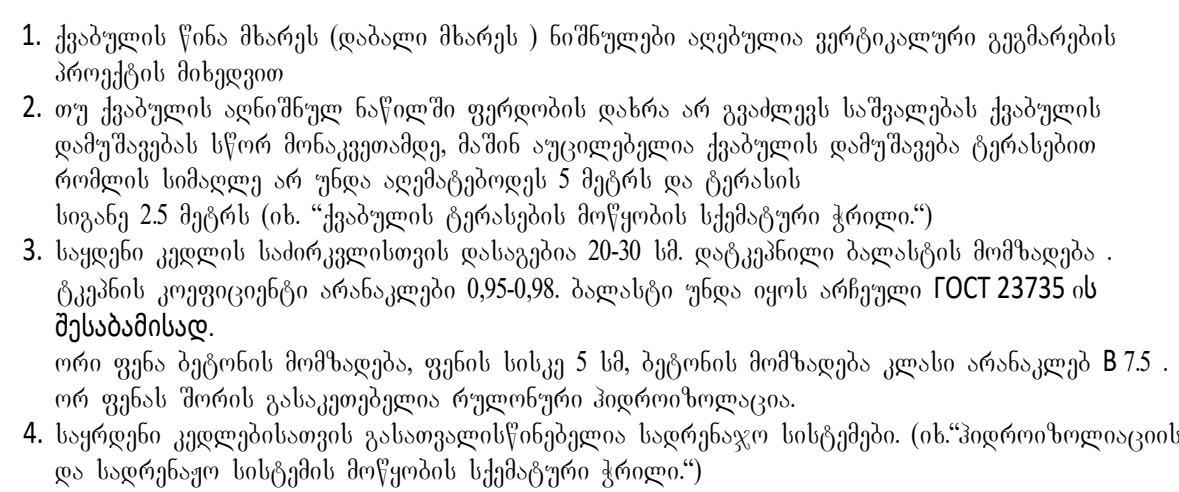 1. ქვაბულის წინა მხარეს (დაბალი მხარეს ) ნიშნულები აღებულია ვერტიკალური გეგმარების
პროექტის მიხედვით
2. თუ ქვაბულის აღნიშნულ ნაწილში ფერდობის დახრა არ გვაძლევს საშვალებას ქვაბულის
დამუშავებას სწორ მონაკვეთამდე, მაშინ აუცილებელია ქვაბულის დამუშავება ტერასებით
რომლის სიმაღლე არ უნდა აღემატებოდეს 5 მეტრს და ტერასის
სიგანე 2.5 მეტრს (იხ. “ქვაბულის ტერასების მოწყობის სქემატური ჭრილი.“)
3. საყდენი კედლის საძირკვლისთვის დასაგებია 20-30 სმ. დატკეპნილი ბალასტის მომზადება .
ტკეპნის კოეფიციენტი არანაკლები 0,95-0,98. ბალასტი უნდა იყოს არჩეული ГОСТ 23735 ის
შესაბამისად.
ორი ფენა ბეტონის მომზადება, ფენის სისკე 5 სმ, ბეტონის მომზადება კლასი არანაკლებ B 7.5 .
ორ ფენას შორის გასაკეთებელია რულონური ჰიდროიზოლაცია.
4. საყრდენი კედლებისათვის გასათვალისწინებელია სადრენაჯო სისტემები. (იხ.“ჰიდროიზოლიაციის
და სადრენაჟო სისტემის მოწყობის სქემატური ჭრილი.“)